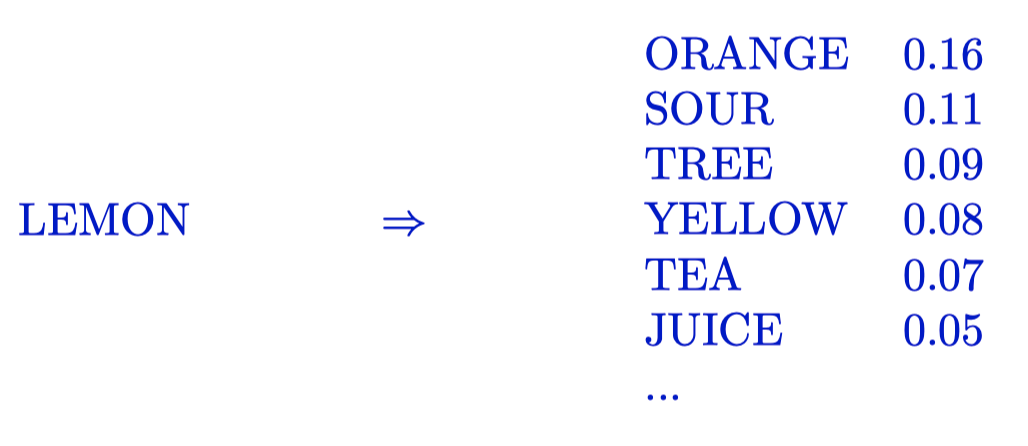 ORANGE 0.16
SOUR 0.11
TREE 0.09
LEMON ⇒ YELLOW 0.08
TEA 0.07
JUICE 0.05
...